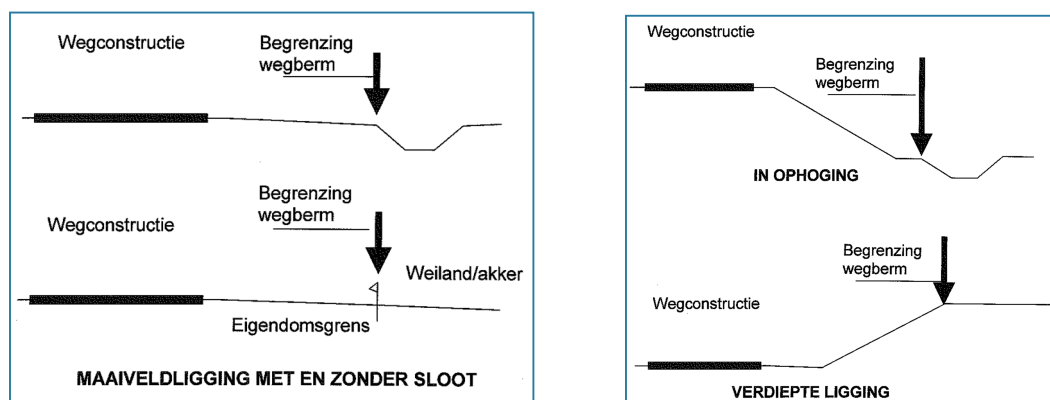 Wegconstructie
Begrenzing
wegberm
Wegconstructie
Begrenzing
wegberm
Weiland/akker
Eigendomsgrens
MAAIVELDLIGGING MET EN ZONDER SLOOT
Wegconstructie
Begrenzing
wegberm
IN OPHOGING
Begrenzing
wegberm
Wegconstructie
VERDIEPTE LIGGING